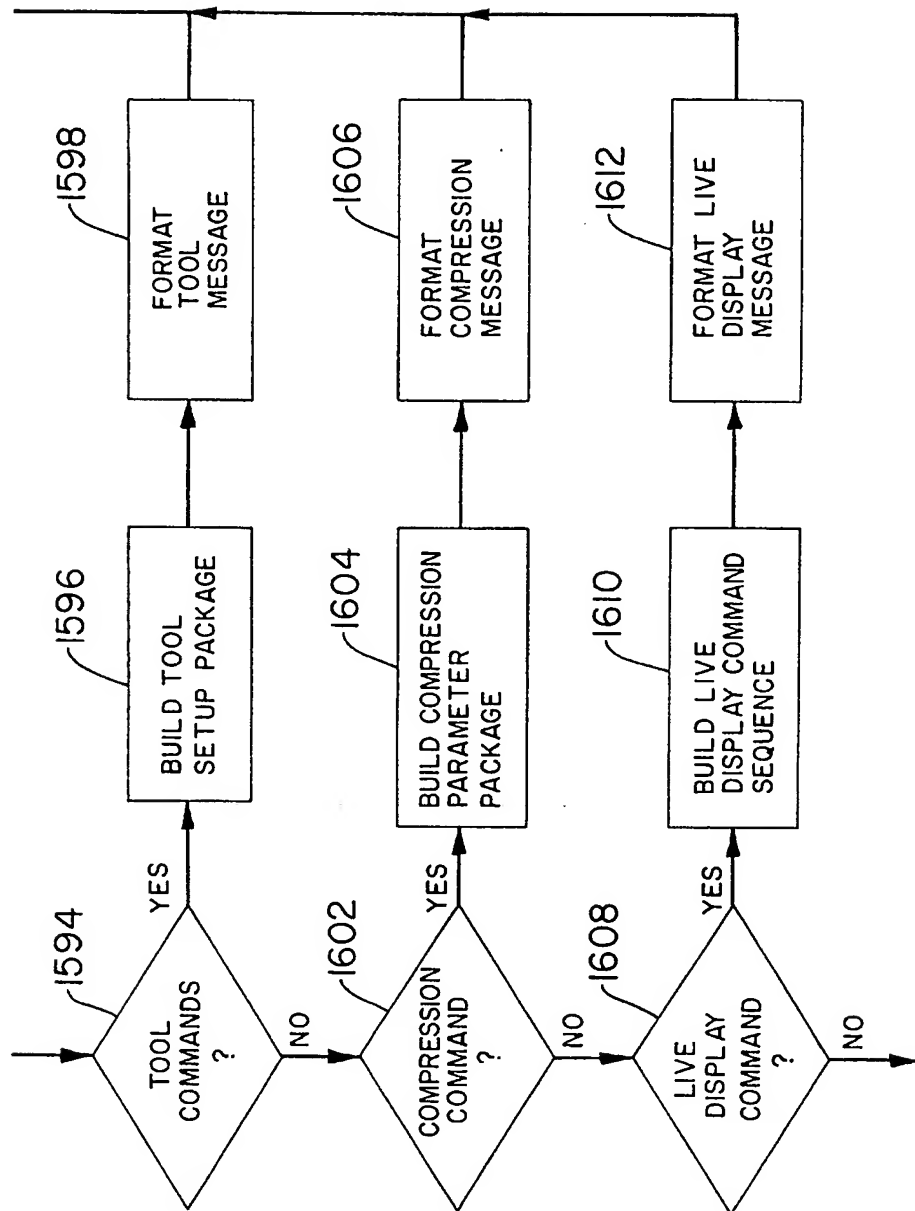 1594
TOOL
COMMANDS
?
YES
NO
1596
BUILD TOOL
SETUP PACKAGE
1598
FORMAT
TOOL
MESSAGE
1602
COMPRESSION
COMMAND
?
YES
NO
1604
BUILD COMPRESSION
PARAMETER
PACKAGE
1606
FORMAT
COMPRESSION
MESSAGE
1608
LIVE
DISPLAY
COMMAND
?
YES
NO
1610
BUILD LIVE
DISPLAY COMMAND
SEQUENCE
1612
FORMAT LIVE
DISPLAY
MESSAGE